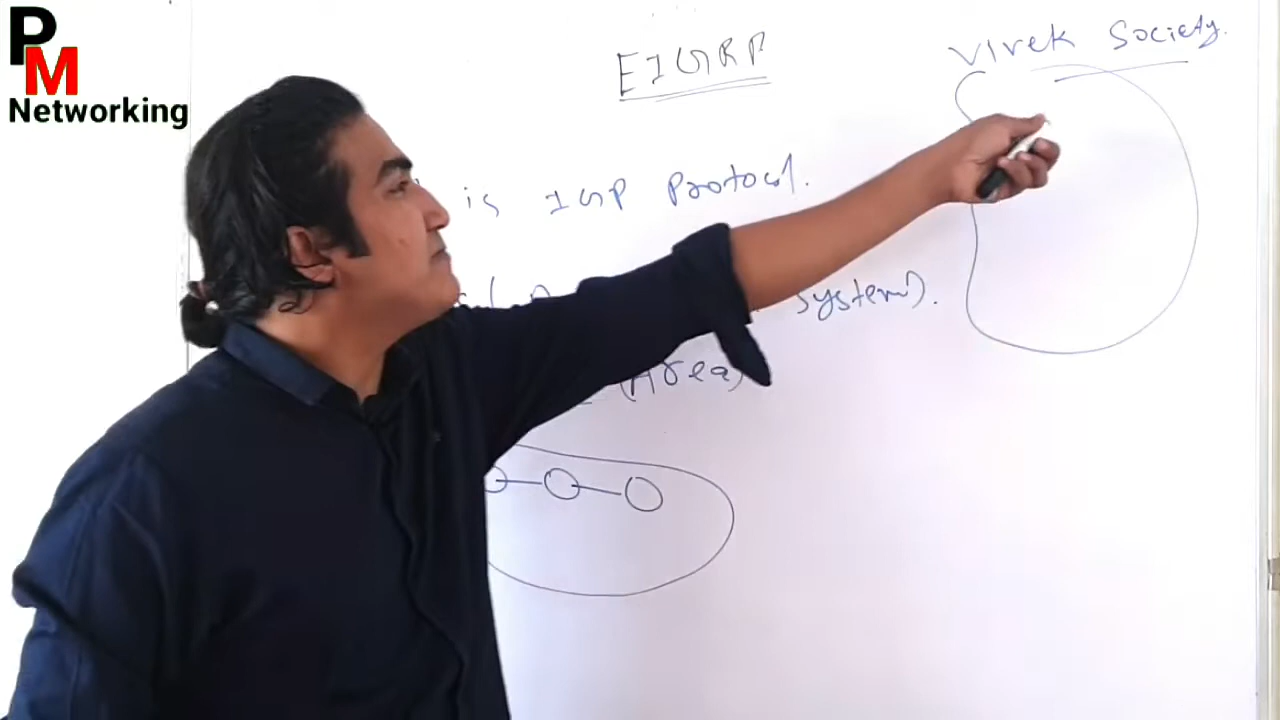 PM
Networking
EIGRP
Vivek Society.
is IGP Protocol.
System).
(Area)